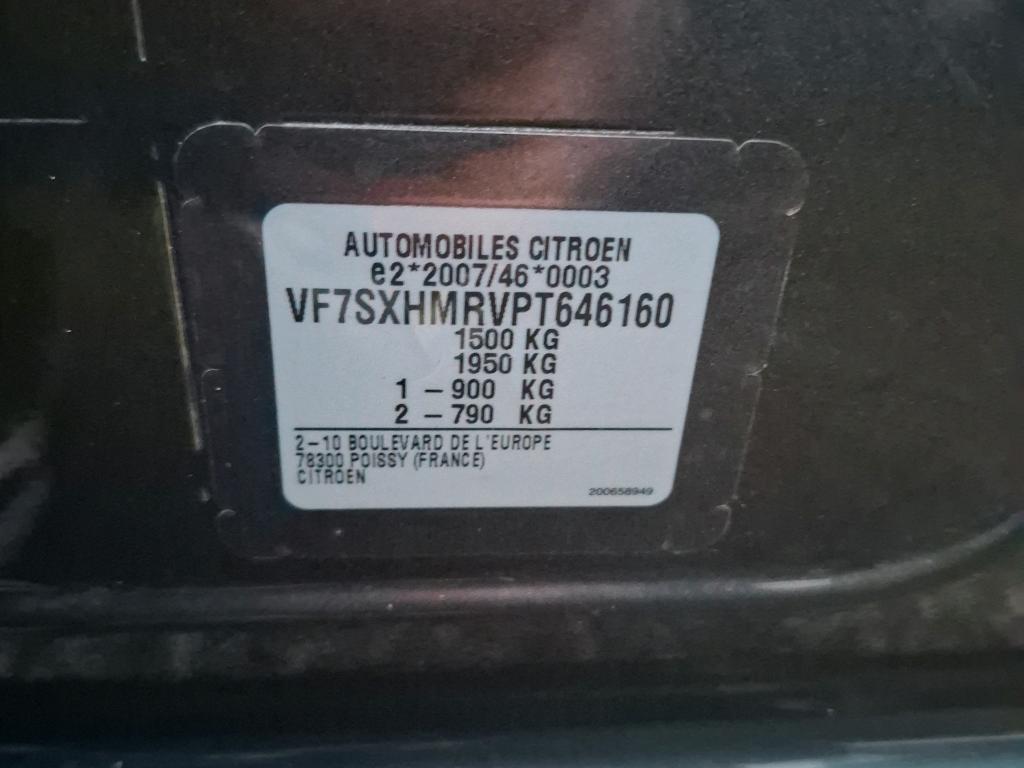 AUTOMOBILES CITROEN
e2*2007/46*0003
VF7SXHMRVPT646160
1500 KG
1950 KG
1 - 900 KG
2 - 790 KG
2-10 BOULEVARD DE L'EUROPE
78300 POISSY (FRANCE)
CITROEN
200658949